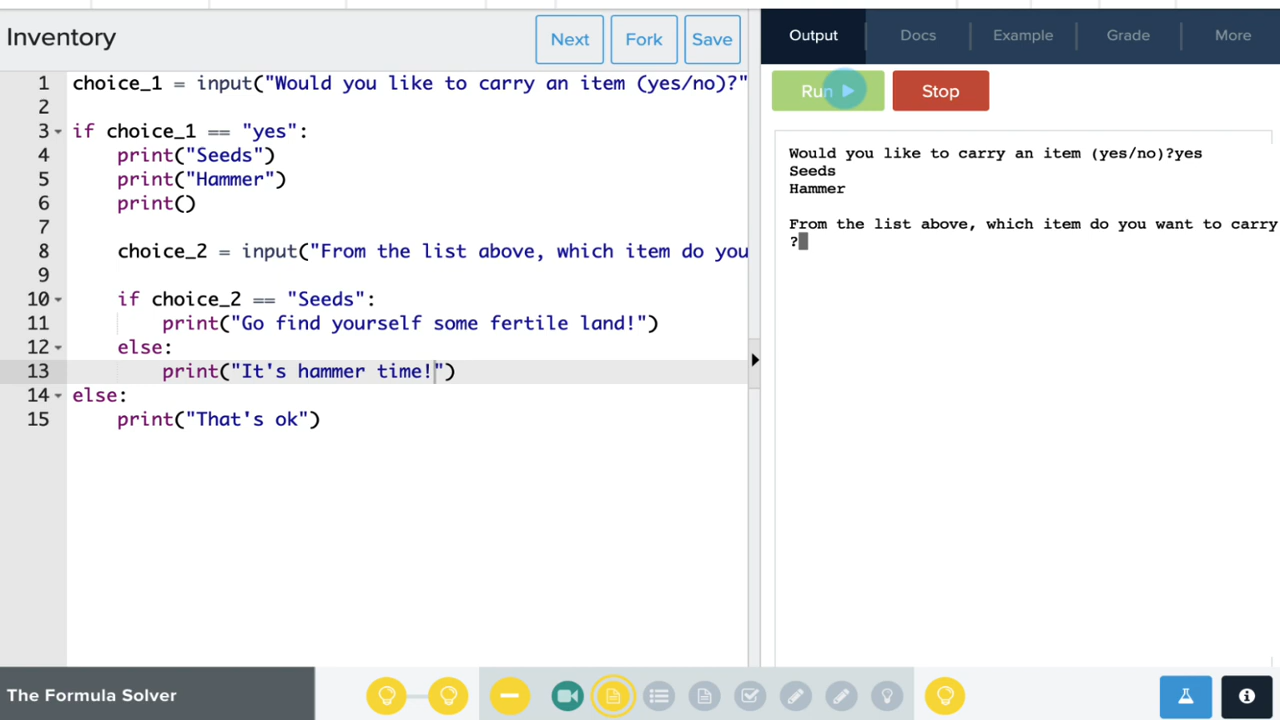 Inventory
Next
Fork
Save
1 choice_1 = input("Would you like to carry an item (yes/no)?"
2
3 if choice_1 == "yes":
4 print("Seeds")
5 print("Hammer")
6 print()
7
8 choice_2 = input("From the list above, which item do you
9
10 if choice_2 == "Seeds":
11 print("Go find yourself some fertile land!")
12 else:
13 print("It's hammer time!")
14 else:
15 print("That's ok")
Output
Docs
Example
Grade
More
Run
Stop
Would you like to carry an item (yes/no)?yes
Seeds
Hammer
From the list above, which item do you want to carry
?
The Formula Solver